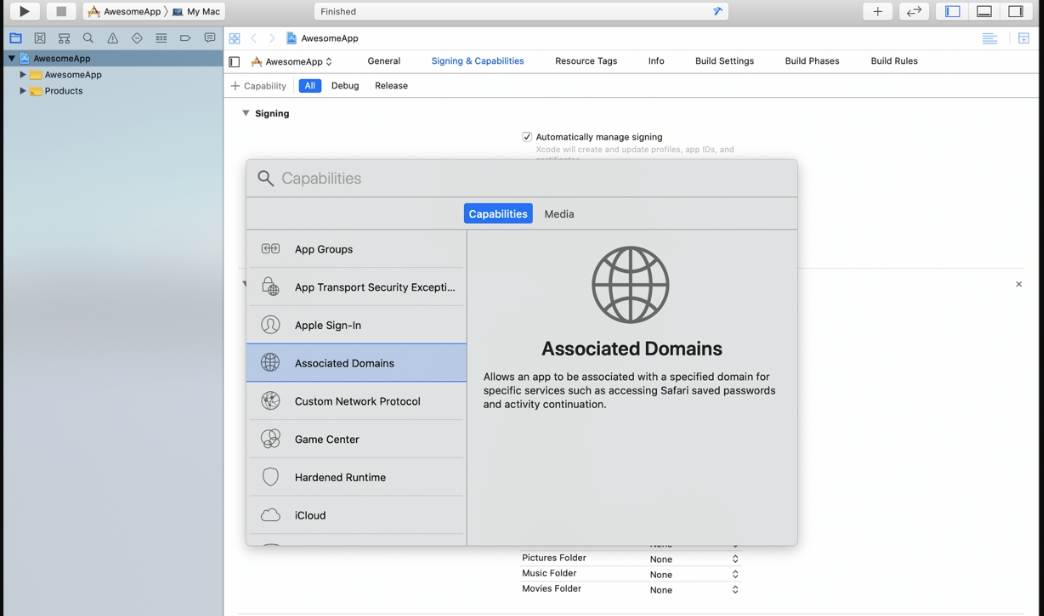 AwesomeApp My Mac
Finished
AwesomeApp
AwesomeApp
AwesomeApp
Products
AwesomeApp General Signing & Capabilities Resource Tags Info Build Settings Build Phases Build Rules
+ Capability All Debug Release
Signing
Automatically manage signing
Xcode will create and update profiles, app IDs, and
certificates.
Capabilities
Capabilities Media
App Groups
App Transport Security Excepti...
Apple Sign-In
Associated Domains
Custom Network Protocol
Game Center
Hardened Runtime
iCloud
Associated Domains
Allows an app to be associated with a specified domain for
specific services such as accessing Safari saved passwords
and activity continuation.
None
Pictures Folder None
Music Folder None
Movies Folder None